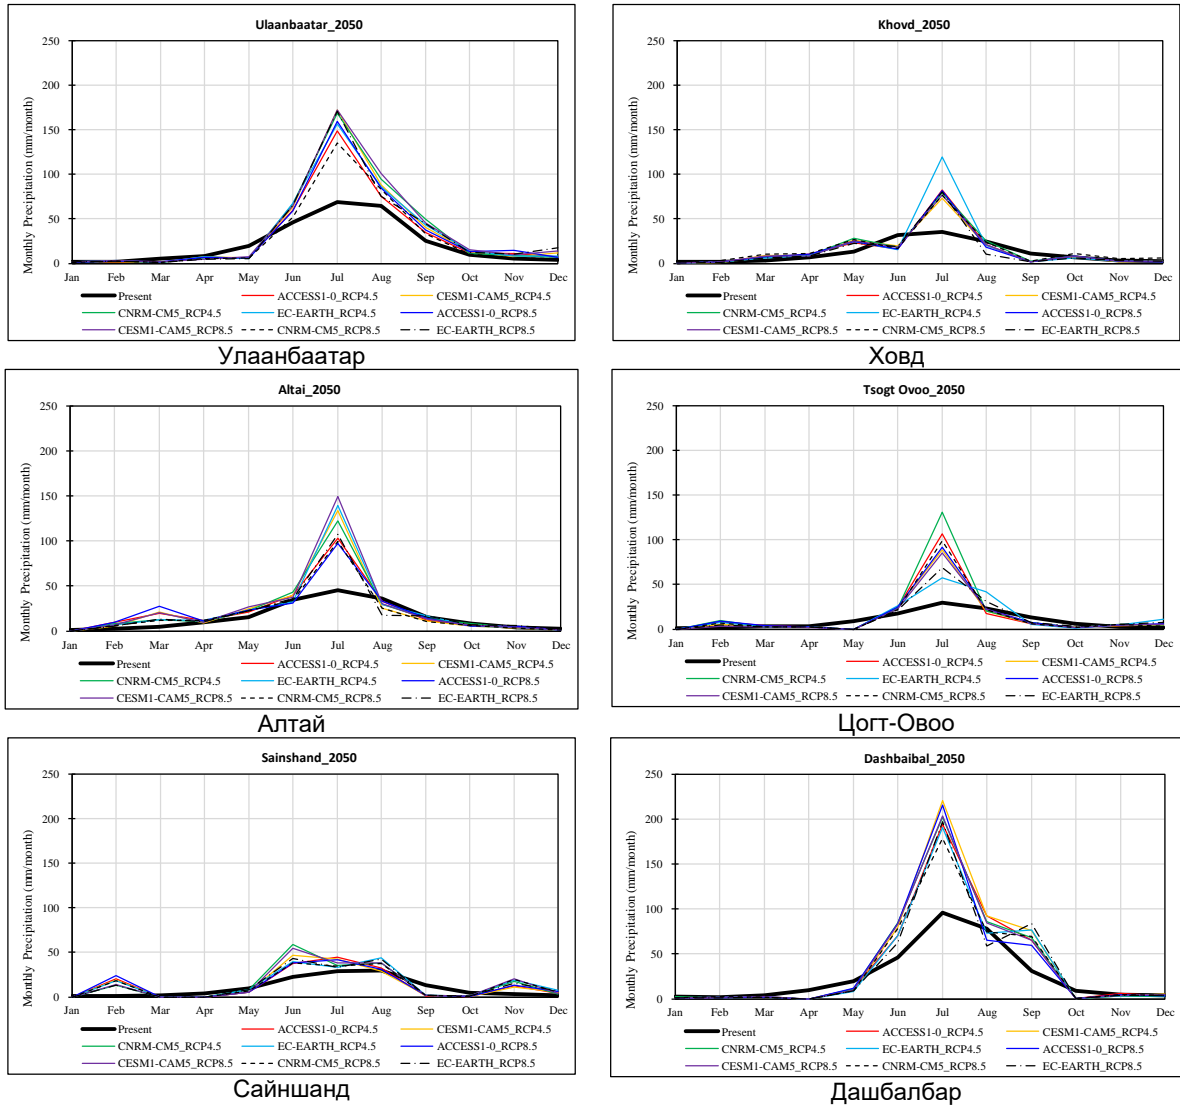 Ulaanbaatar_2050
Monthly Precipitation (mm/month)
250
200
150
100
50
0
Jan Feb Mar Apr May Jun Jul Aug Sep Oct Nov Dec
Present ACCESS1-0_RCP4.5 CESM1-CAM5_RCP4.5
CNRM-CM5_RCP4.5 EC-EARTH_RCP4.5 ACCESS1-0_RCP8.5
CESM1-CAM5_RCP8.5 CNRM-CM5_RCP8.5 EC-EARTH_RCP8.5
Улаанбаатар
Khovd_2050
Monthly Precipitation (mm/month)
250
200
150
100
50
0
Jan Feb Mar Apr May Jun Jul Aug Sep Oct Nov Dec
Present ACCESS1-0_RCP4.5 CESM1-CAM5_RCP4.5
CNRM-CM5_RCP4.5 EC-EARTH_RCP4.5 ACCESS1-0_RCP8.5
CESM1-CAM5_RCP8.5 CNRM-CM5_RCP8.5 EC-EARTH_RCP8.5
Ховд
Altai_2050
Monthly Precipitation (mm/month)
250
200
150
100
50
0
Jan Feb Mar Apr May Jun Jul Aug Sep Oct Nov Dec
Present ACCESS1-0_RCP4.5 CESM1-CAM5_RCP4.5
CNRM-CM5_RCP4.5 EC-EARTH_RCP4.5 ACCESS1-0_RCP8.5
CESM1-CAM5_RCP8.5 CNRM-CM5_RCP8.5 EC-EARTH_RCP8.5
Алтай
Tsogt Ovoo_2050
Monthly Precipitation (mm/month)
250
200
150
100
50
0
Jan Feb Mar Apr May Jun Jul Aug Sep Oct Nov Dec
Present ACCESS1-0_RCP4.5 CESM1-CAM5_RCP4.5
CNRM-CM5_RCP4.5 EC-EARTH_RCP4.5 ACCESS1-0_RCP8.5
CESM1-CAM5_RCP8.5 CNRM-CM5_RCP8.5 EC-EARTH_RCP8.5
Цогт-Овоо
Sainshand_2050
Monthly Precipitation (mm/month)
250
200
150
100
50
0
Jan Feb Mar Apr May Jun Jul Aug Sep Oct Nov Dec
Present ACCESS1-0_RCP4.5 CESM1-CAM5_RCP4.5
CNRM-CM5_RCP4.5 EC-EARTH_RCP4.5 ACCESS1-0_RCP8.5
CESM1-CAM5_RCP8.5 CNRM-CM5_RCP8.5 EC-EARTH_RCP8.5
Сайншанд
Dashbaibal_2050
Monthly Precipitation (mm/month)
250
200
150
100
50
0
Jan Feb Mar Apr May Jun Jul Aug Sep Oct Nov Dec
Present ACCESS1-0_RCP4.5 CESM1-CAM5_RCP4.5
CNRM-CM5_RCP4.5 EC-EARTH_RCP4.5 ACCESS1-0_RCP8.5
CESM1-CAM5_RCP8.5 CNRM-CM5_RCP8.5 EC-EARTH_RCP8.5
Дашбалбар